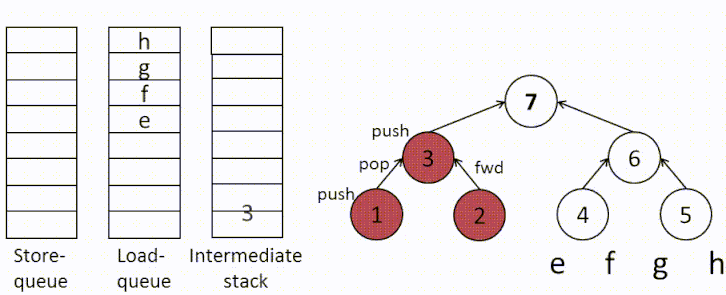 h
g
f
e
3
Store-
queue
Load-
queue
Intermediate
stack
7
push
3
6
pop
fwd
push
1
2
4
5
e f g h